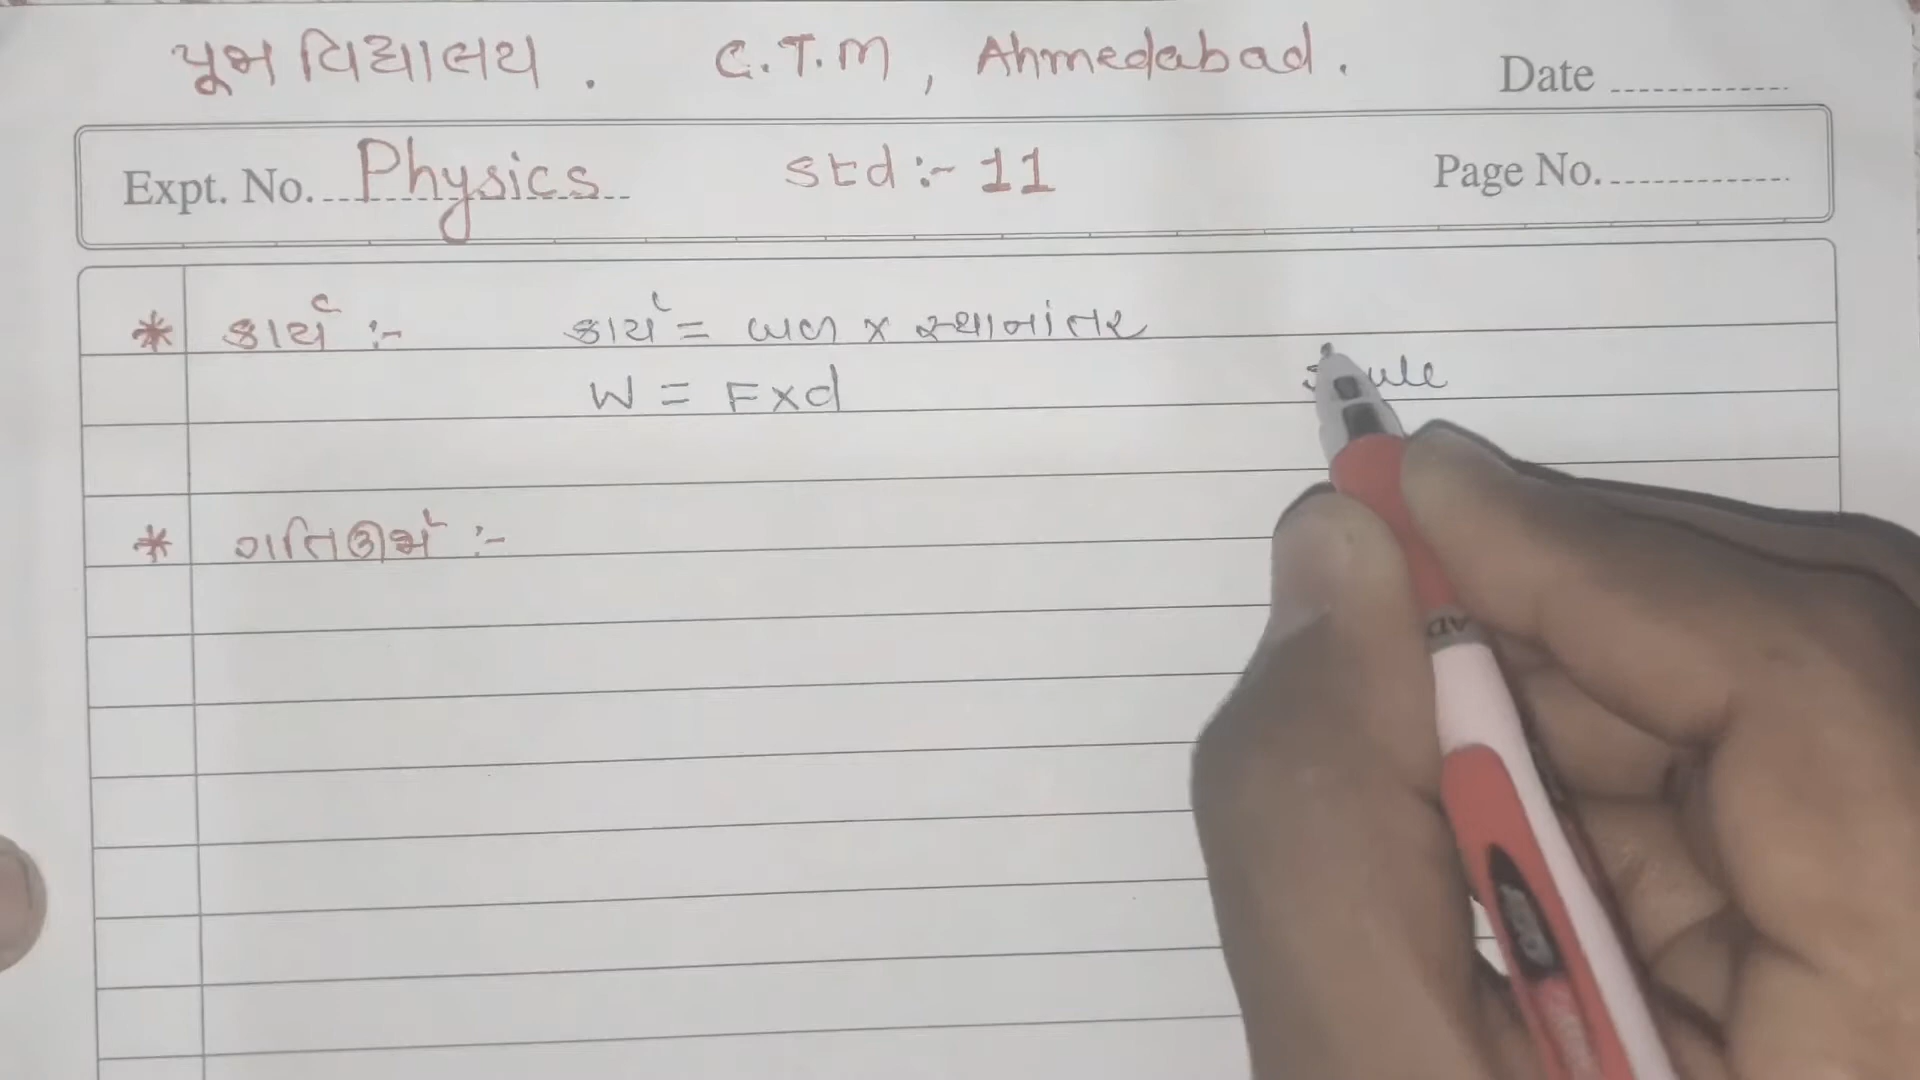 પૂજા વિદ્યાલય . C.T.M , Ahmedabad .
Date
Expt. No. Physics Std :- 11 Page No.
* કાર્ય :- કાર્ય = બળ × સ્થાનાંતર
W = F×d
* ગતિઊર્જા :-